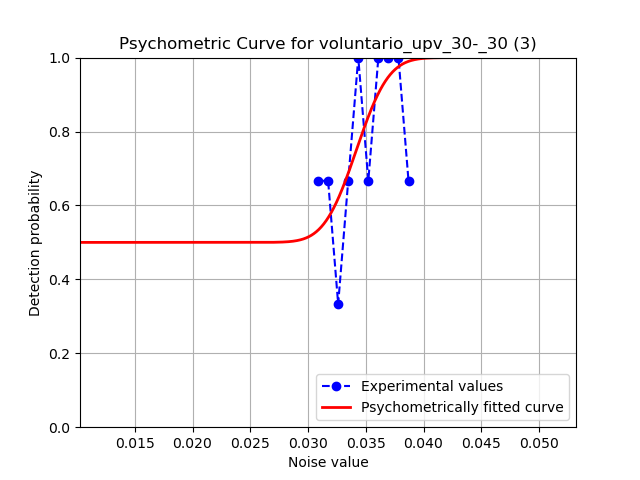 Psychometric Curve for voluntario_upv_30-_30 (3)
Detection probability
1.0
0.8
0.6
0.4
0.2
0.0
0.015 0.020 0.025 0.030 0.035 0.040 0.045 0.050
Noise value
Experimental values
Psychometrically fitted curve